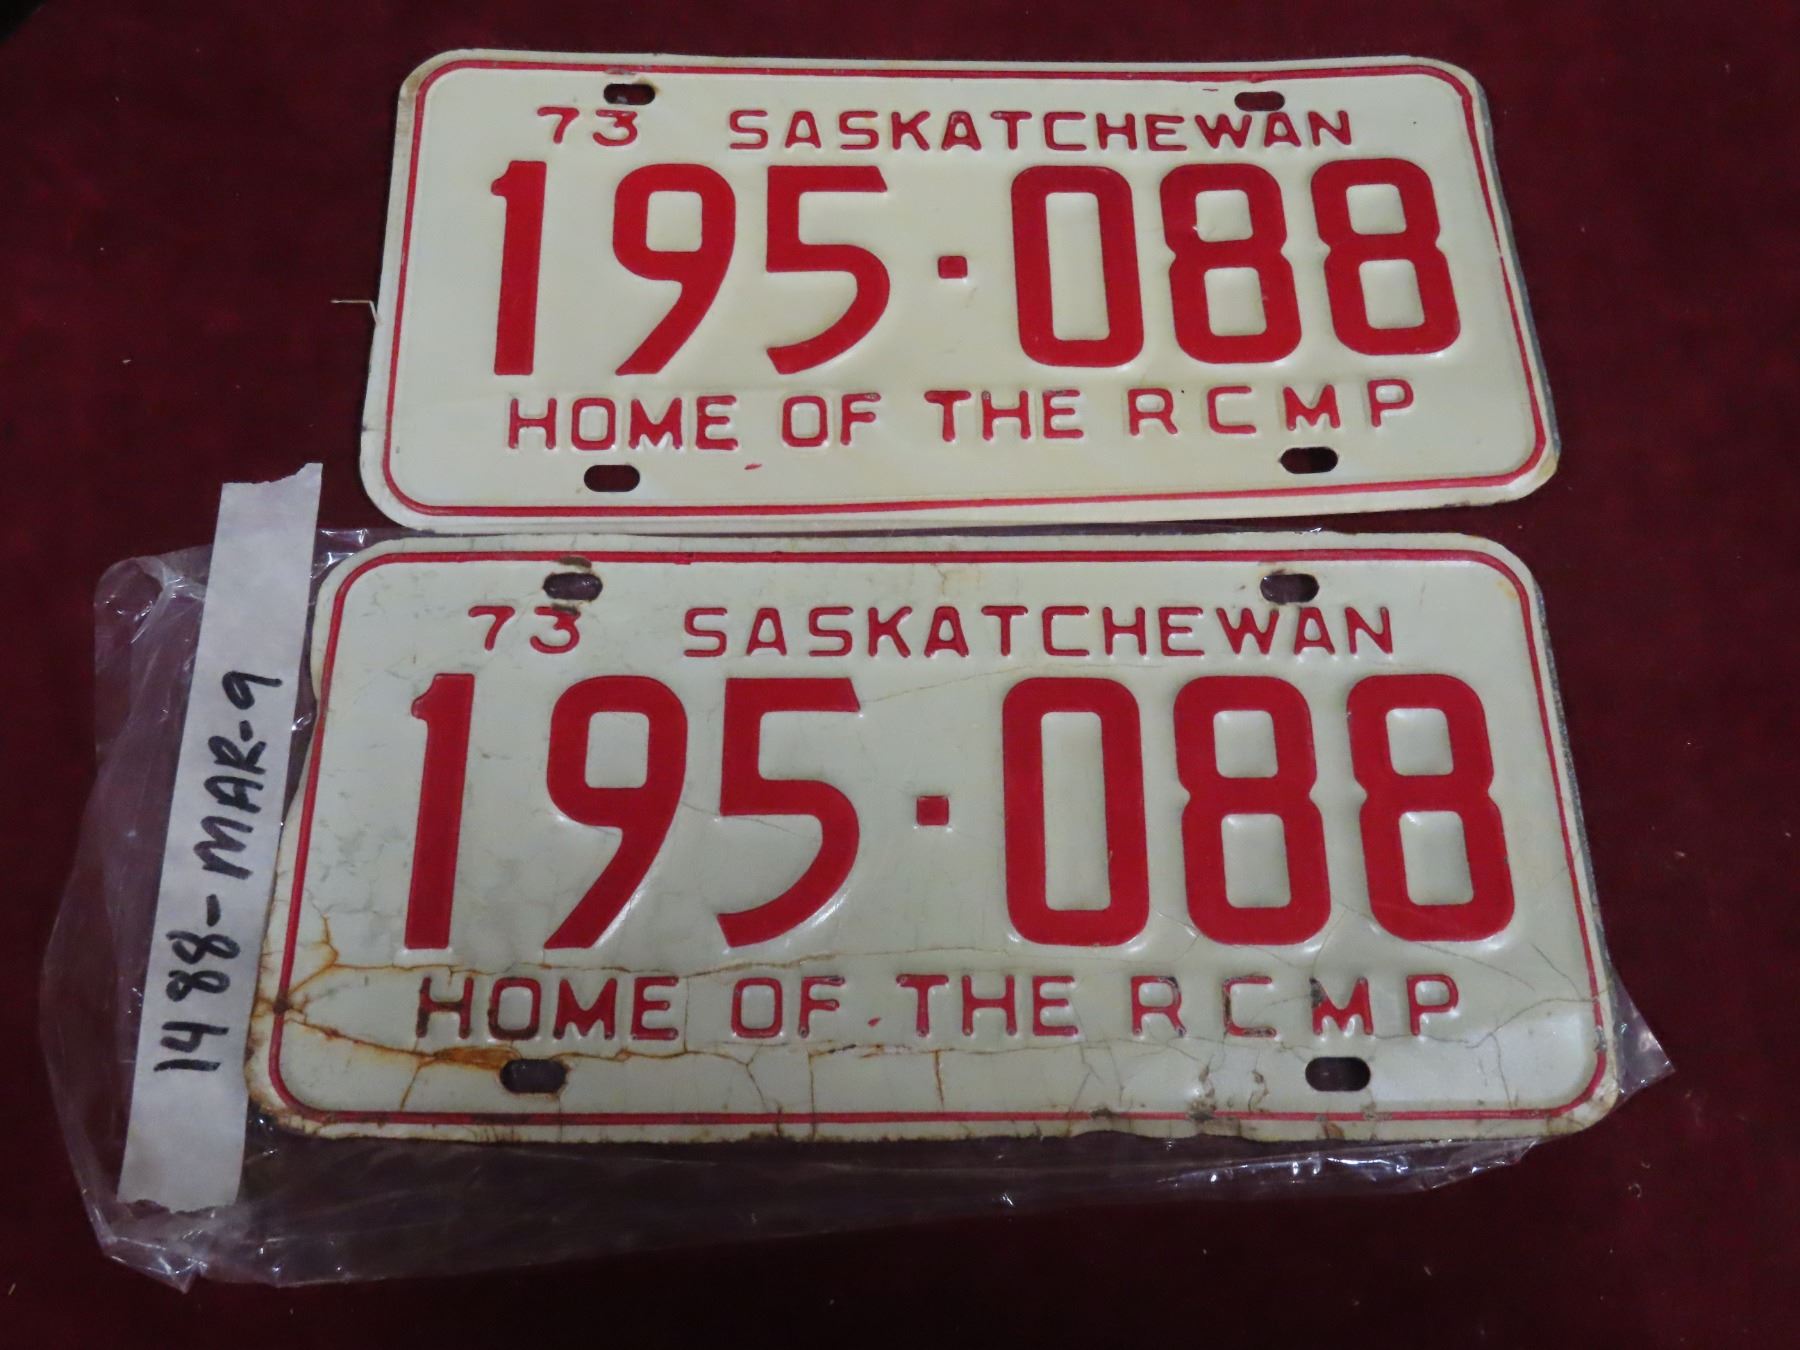 73 SASKATCHEWAN
195·088
HOME OF THE RCMP
73 SASKATCHEWAN
195·088
HOME OF THE RCMP
1488-MAR-9